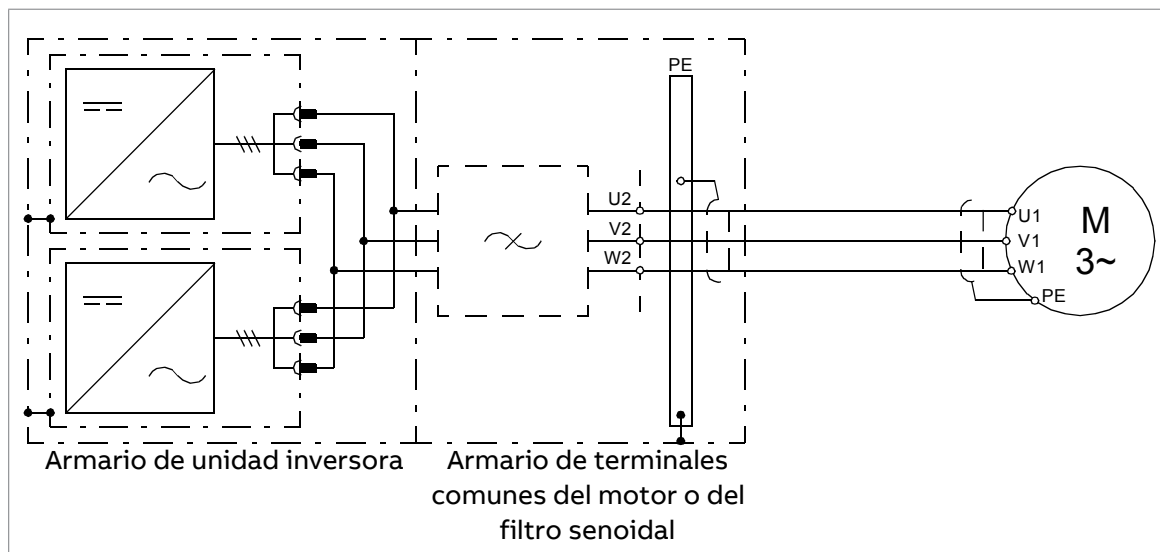 PE
U2
V2
W2
U1
V1
W1
PE
M
3~
Armario de unidad inversora
Armario de terminales
comunes del motor o del
filtro senoidal